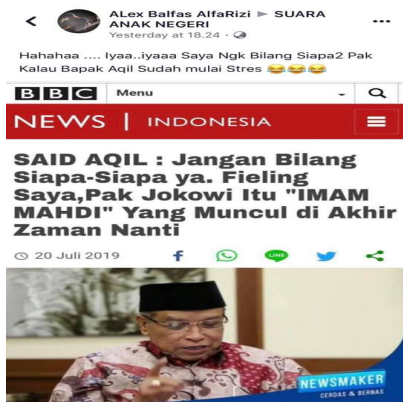 ALex Balfas AlfaRizi ▸ SUARA
ANAK NEGERI
Yesterday at 18.24 ·
Hahahaa .... Iyaa..iyaaa Saya Ngk Bilang Siapa2 Pak
Kalau Bapak Aqil Sudah mulai Stres 😂😂😂
BBC Menu
NEWS | INDONESIA
SAID AQIL : Jangan Bilang
Siapa-Siapa ya. Fieling
Saya,Pak Jokowi Itu "IMAM
MAHDI" Yang Muncul di Akhir
Zaman Nanti
20 Juli 2019
LINE
NEWSMAKER
CERDAS & BERNAS